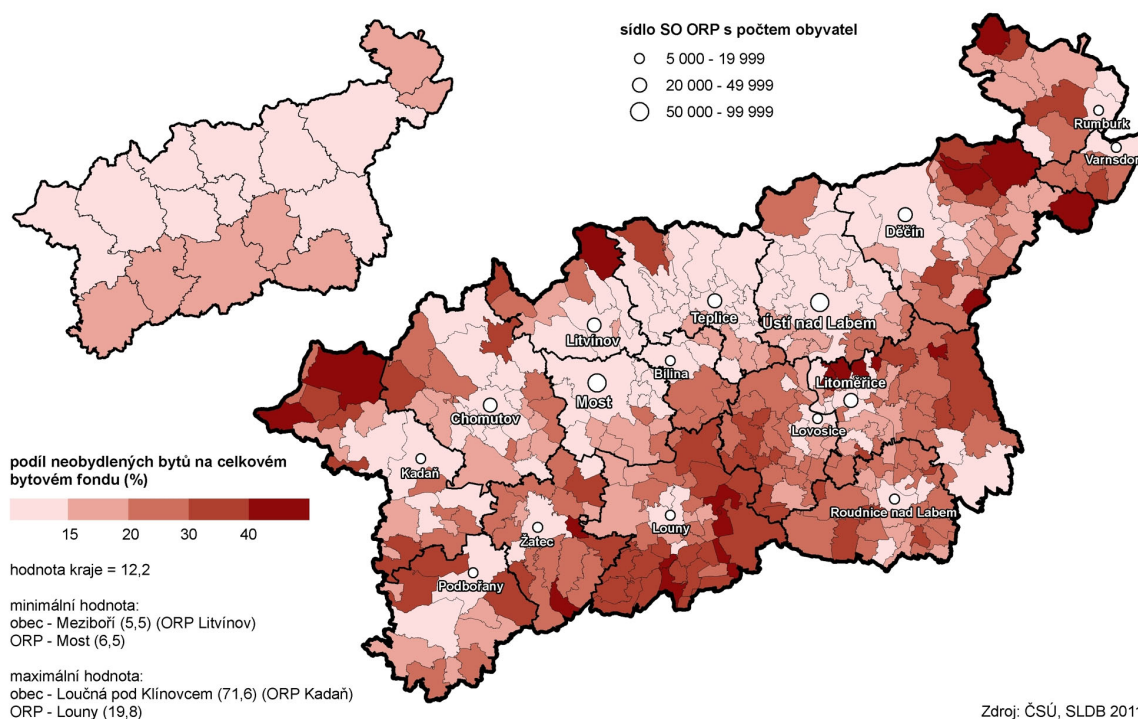 sídlo SO ORP s počtem obyvatel
5 000 - 19 999
20 000 - 49 999
50 000 - 99 999
Rumburk
Varnsdorf
Děčín
Teplice
Ústí nad Labem
Litvínov
Bílina
Litoměřice
Most
Chomutov
Lovosice
Kadaň
Roudnice nad Labem
Louny
Žatec
Podbořany
podíl neobydlených bytů na celkovém
bytovém fondu (%)
15 20 30 40
hodnota kraje = 12,2
minimální hodnota:
obec - Meziboří (5,5) (ORP Litvínov)
ORP - Most (6,5)
maximální hodnota:
obec - Loučná pod Klínovcem (71,6) (ORP Kadaň)
ORP - Louny (19,8)
Zdroj: ČSÚ, SLDB 2011